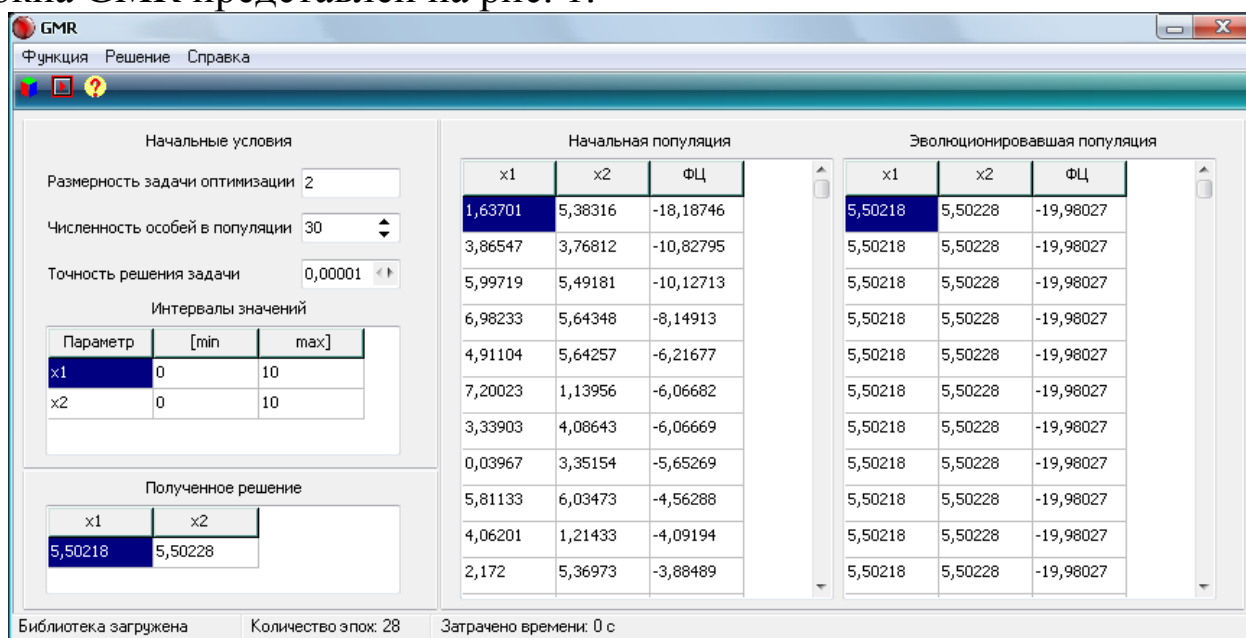 окна GMR представлен на рис. 1.
GMR
Функция Решение Справка
Начальные условия
Размерность задачи оптимизации 2
Численность особей в популяции 30
Точность решения задачи 0,00001
Интервалы значений
Параметр [min max]
x1 0 10
x2 0 10
Полученное решение
x1 x2
5,50218 5,50228
Начальная популяция
x1 x2 ФЦ
1,63701 5,38316 -18,18746
3,86547 3,76812 -10,82795
5,99719 5,49181 -10,12713
6,98233 5,64348 -8,14913
4,91104 5,64257 -6,21677
7,20023 1,13956 -6,06682
3,33903 4,08643 -6,06669
0,03967 3,35154 -5,65269
5,81133 6,03473 -4,56288
4,06201 1,21433 -4,09194
2,172 5,36973 -3,88489
Эволюционировавшая популяция
x1 x2 ФЦ
5,50218 5,50228 -19,98027
5,50218 5,50228 -19,98027
5,50218 5,50228 -19,98027
5,50218 5,50228 -19,98027
5,50218 5,50228 -19,98027
5,50218 5,50228 -19,98027
5,50218 5,50228 -19,98027
5,50218 5,50228 -19,98027
5,50218 5,50228 -19,98027
5,50218 5,50228 -19,98027
5,50218 5,50228 -19,98027
Библиотека загружена Количество эпох: 28 Затрачено времени: 0 с